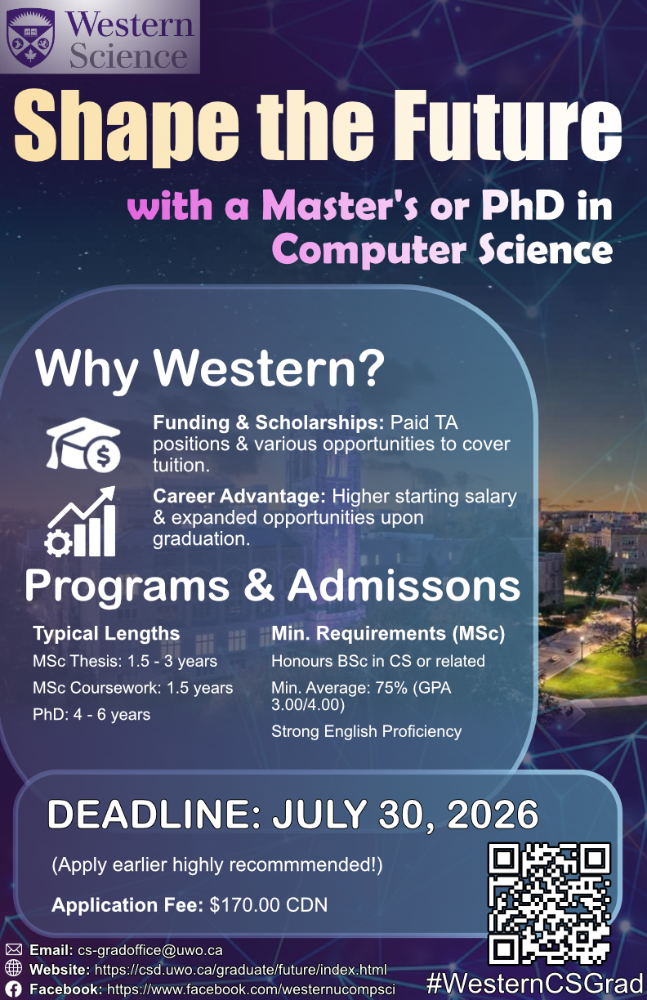 Western
Science
Shape the Future
with a Master's or PhD in
Computer Science
Why Western?
Funding & Scholarships: Paid TA
positions & various opportunities to cover
tuition.
Career Advantage: Higher starting salary
& expanded opportunities upon
graduation.
Programs & Admissons
Typical Lengths
MSc Thesis: 1.5 - 3 years
MSc Coursework: 1.5 years
PhD: 4 - 6 years
Min. Requirements (MSc)
Honours BSc in CS or related
Min. Average: 75% (GPA
3.00/4.00)
Strong English Proficiency
DEADLINE: JULY 30, 2026
(Apply earlier highly recommmended!)
Application Fee: $170.00 CDN
Email: cs-gradoffice@uwo.ca
Website: https://csd.uwo.ca/graduate/future/index.html
Facebook: https://www.facebook.com/westernucompsci
#WesternCSGrad